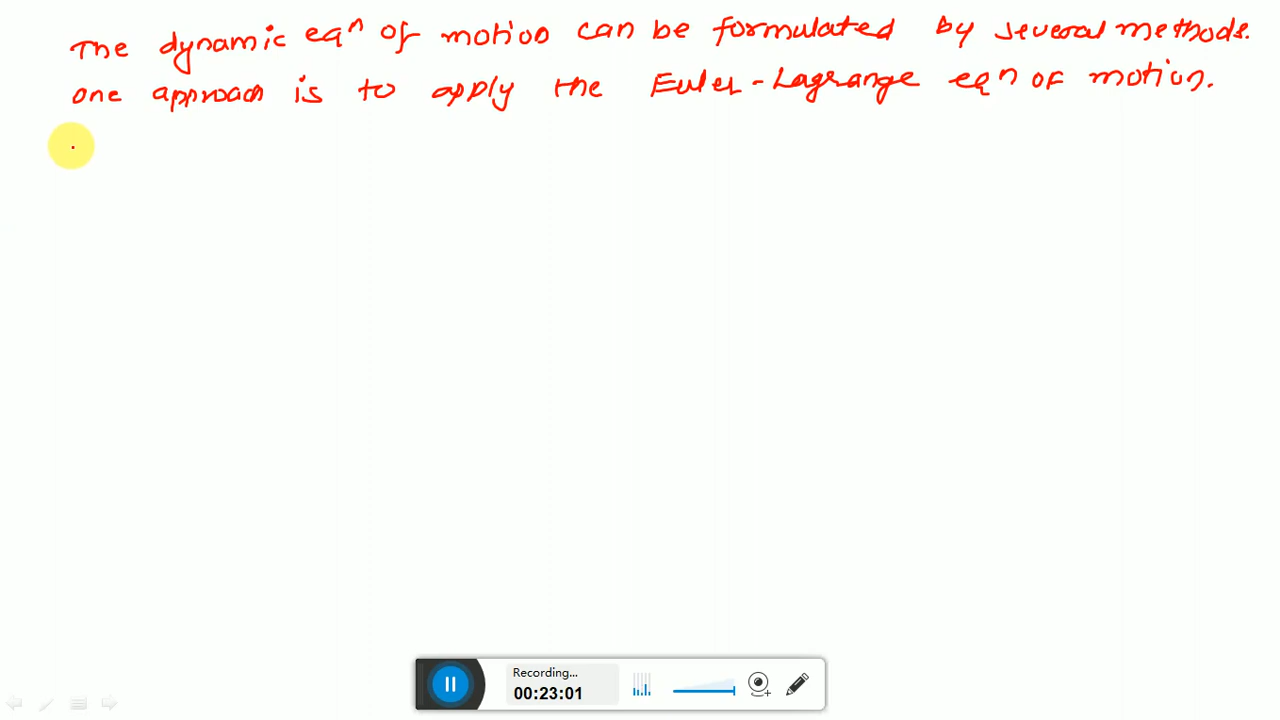 The dynamic eqⁿ of motion can be formulated by several methods.
one approach is to apply the Euler-Lagrange eqⁿ of motion.
Recording...
00:23:01